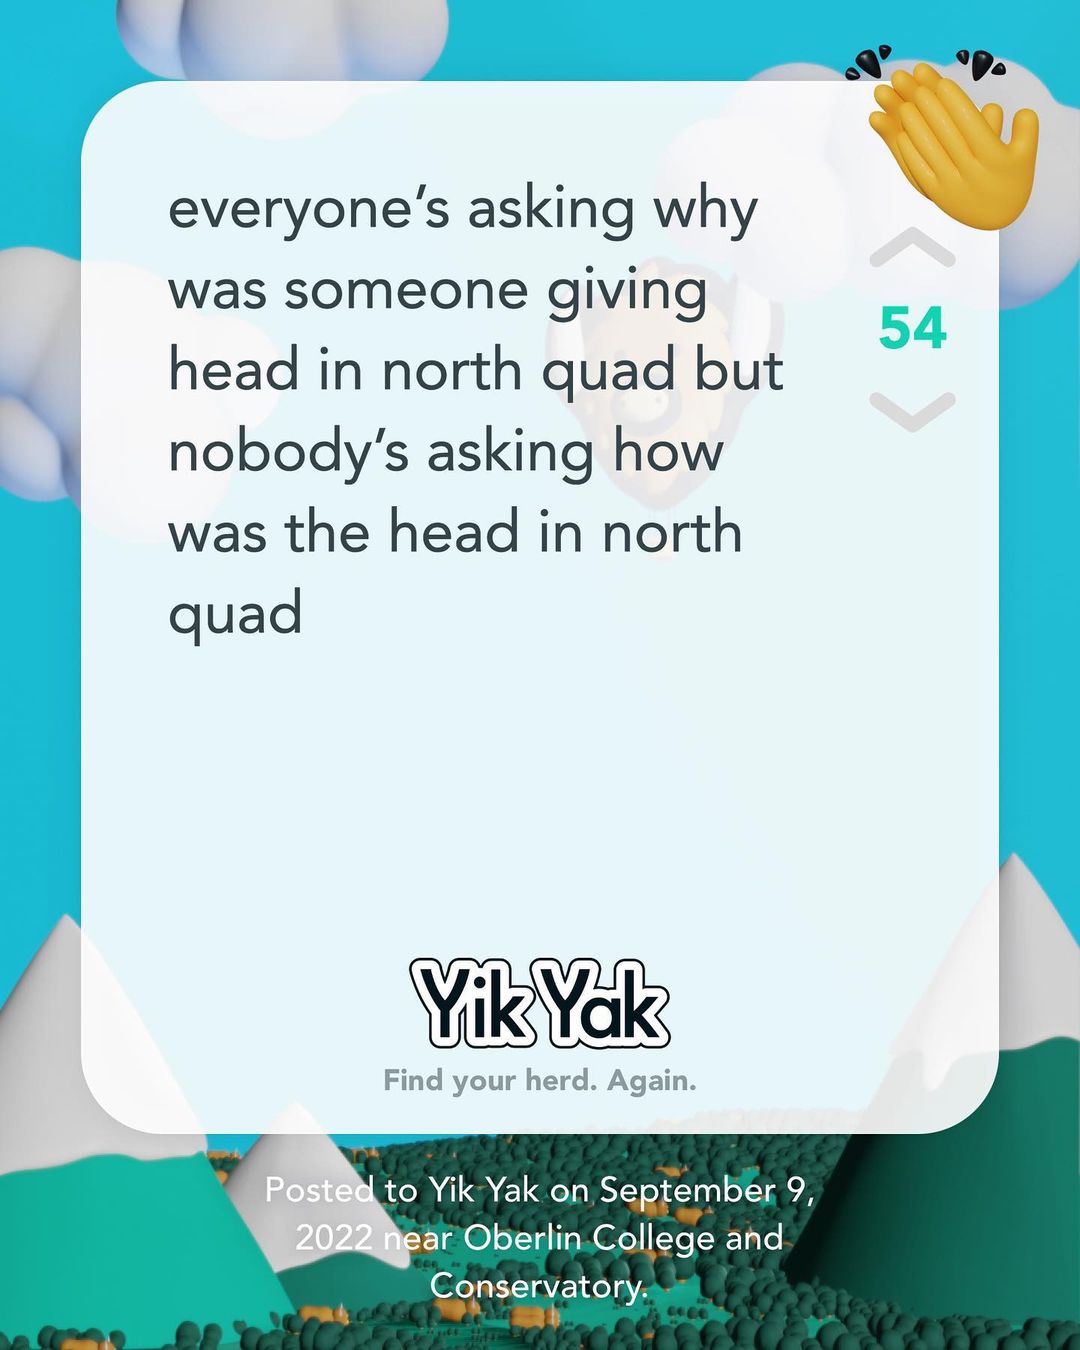 everyone’s asking why
was someone giving
head in north quad but
nobody’s asking how
was the head in north
quad
54
Yik Yak
Find your herd. Again.
Posted to Yik Yak on September 9,
2022 near Oberlin College and
Conservatory.